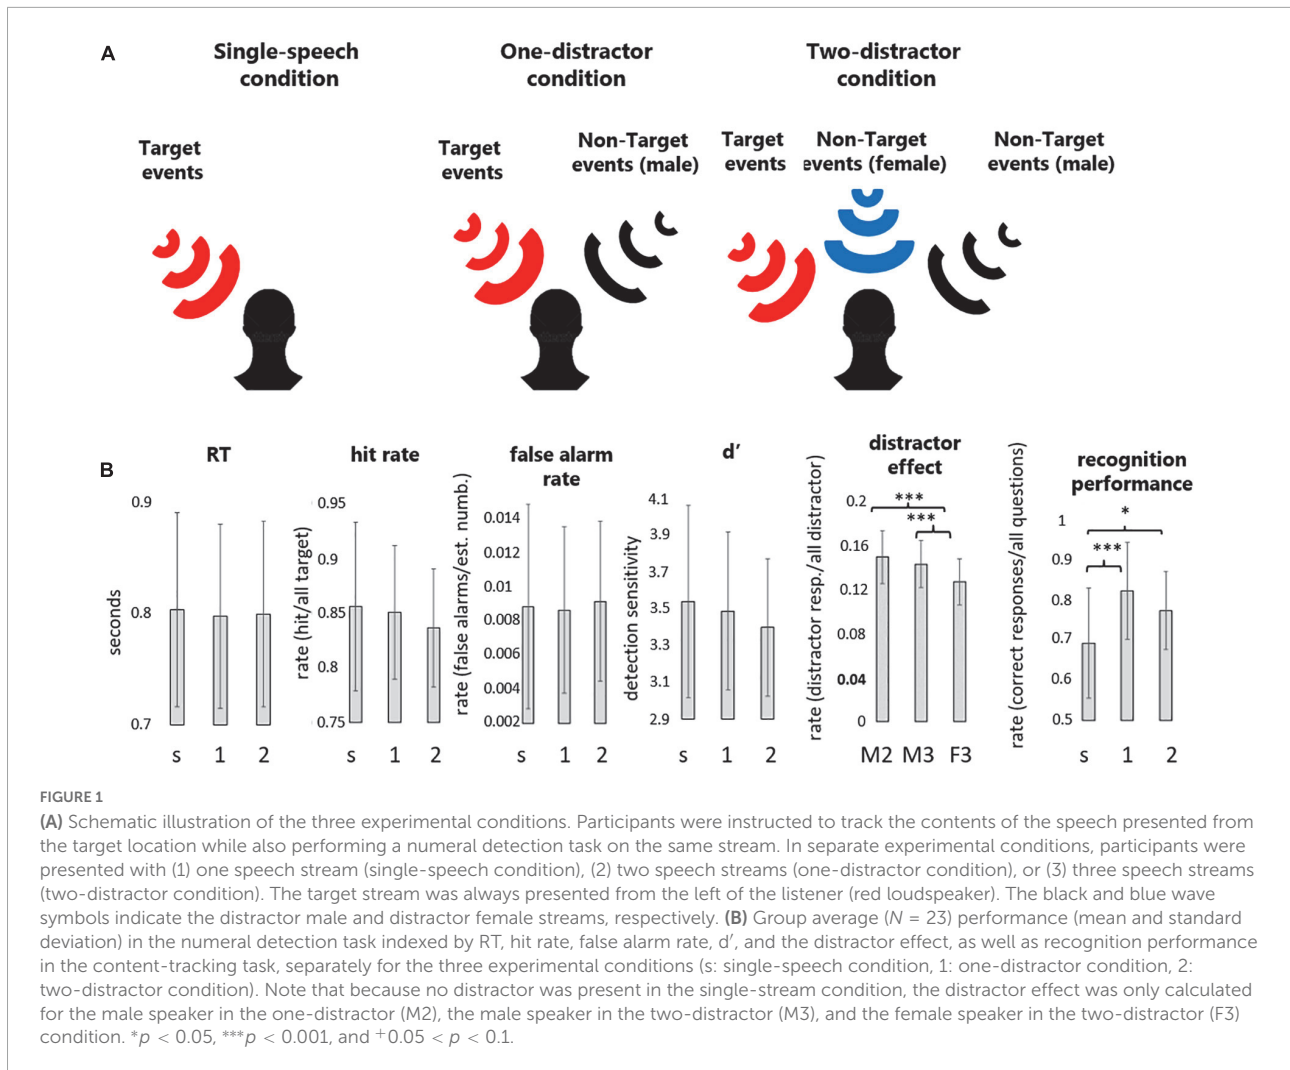 A
Single-speech
condition
One-distractor
condition
Two-distractor
condition
Target
events
Target
events
Non-Target
events (male)
Target
events
Non-Target
events (female)
Non-Target
events (male)
B
RT
seconds
0.9
0.8
0.7
s 1 2
hit rate
rate (hit/all target)
0.95
0.9
0.85
0.8
0.75
s 1 2
false alarm
rate
rate (false alarms/est. numb.)
0.014
0.012
0.01
0.008
0.006
0.004
0.002
s 1 2
d′
detection sensitivity
4.1
3.9
3.7
3.5
3.3
3.1
2.9
s 1 2
distractor
effect
rate (distractor resp./all distractor)
0.2
0.16
0.12
0.08
0.04
0
***
***
M2 M3 F3
recognition
performance
rate (correct responses/all questions)
1
0.9
0.8
0.7
0.6
0.5
*
***
s 1 2
FIGURE 1
(A) Schematic illustration of the three experimental conditions. Participants were instructed to track the contents of the speech presented from
the target location while also performing a numeral detection task on the same stream. In separate experimental conditions, participants were
presented with (1) one speech stream (single-speech condition), (2) two speech streams (one-distractor condition), or (3) three speech streams
(two-distractor condition). The target stream was always presented from the left of the listener (red loudspeaker). The black and blue wave
symbols indicate the distractor male and distractor female streams, respectively. (B) Group average (N = 23) performance (mean and standard
deviation) in the numeral detection task indexed by RT, hit rate, false alarm rate, d′, and the distractor effect, as well as recognition performance
in the content-tracking task, separately for the three experimental conditions (s: single-speech condition, 1: one-distractor condition, 2:
two-distractor condition). Note that because no distractor was present in the single-stream condition, the distractor effect was only calculated
for the male speaker in the one-distractor (M2), the male speaker in the two-distractor (M3), and the female speaker in the two-distractor (F3)
condition. *p < 0.05, ***p < 0.001, and +0.05 < p < 0.1.